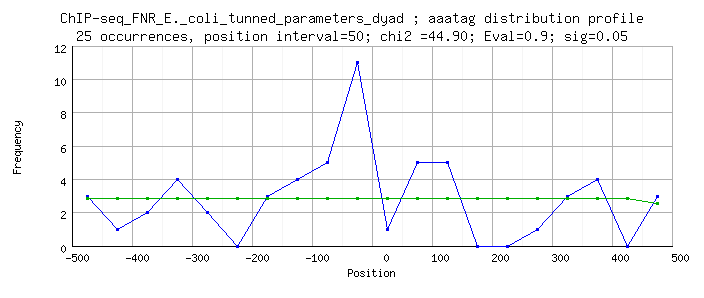 ChIP-seq_FNR_E._coli_tunned_parameters_dyad ; aaatag distribution profile
25 occurrences, position interval=50; chi2 =44.90; Eval=0.9; sig=0.05
12
10
8
6
4
2
0
Frequency
-500 -400 -300 -200 -100 0 100 200 300 400 500
Position